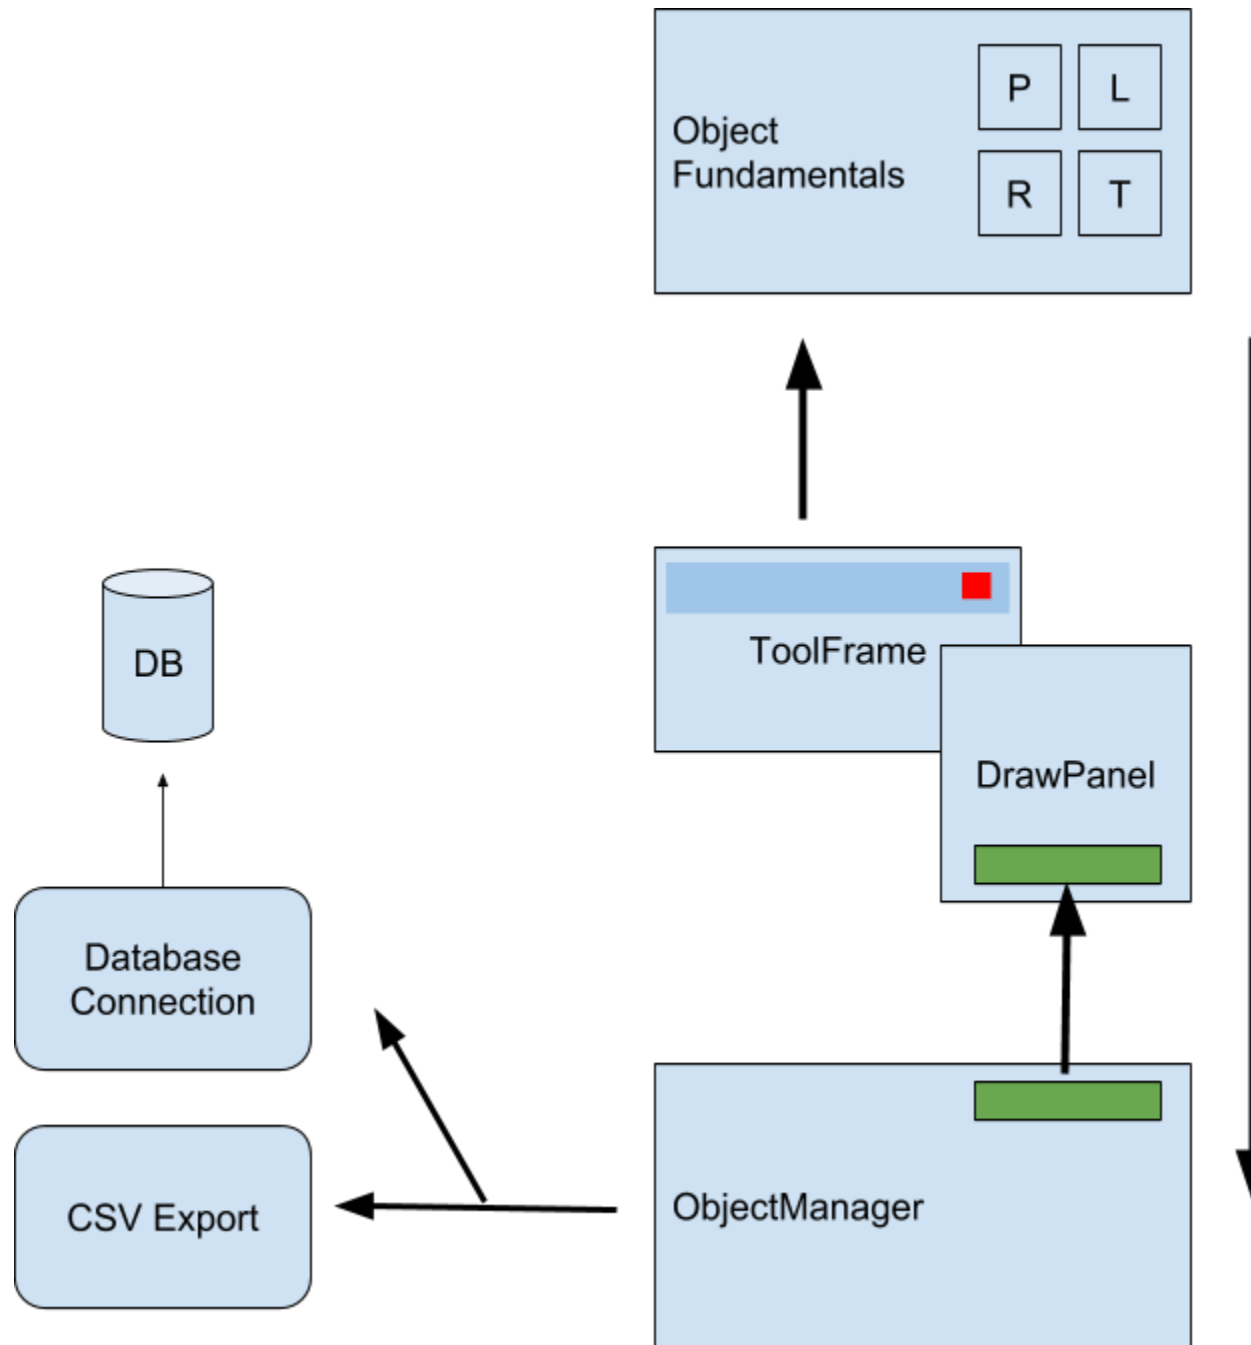 P L
Object
Fundamentals
R T
ToolFrame
DB
DrawPanel
Database
Connection
CSV Export
ObjectManager